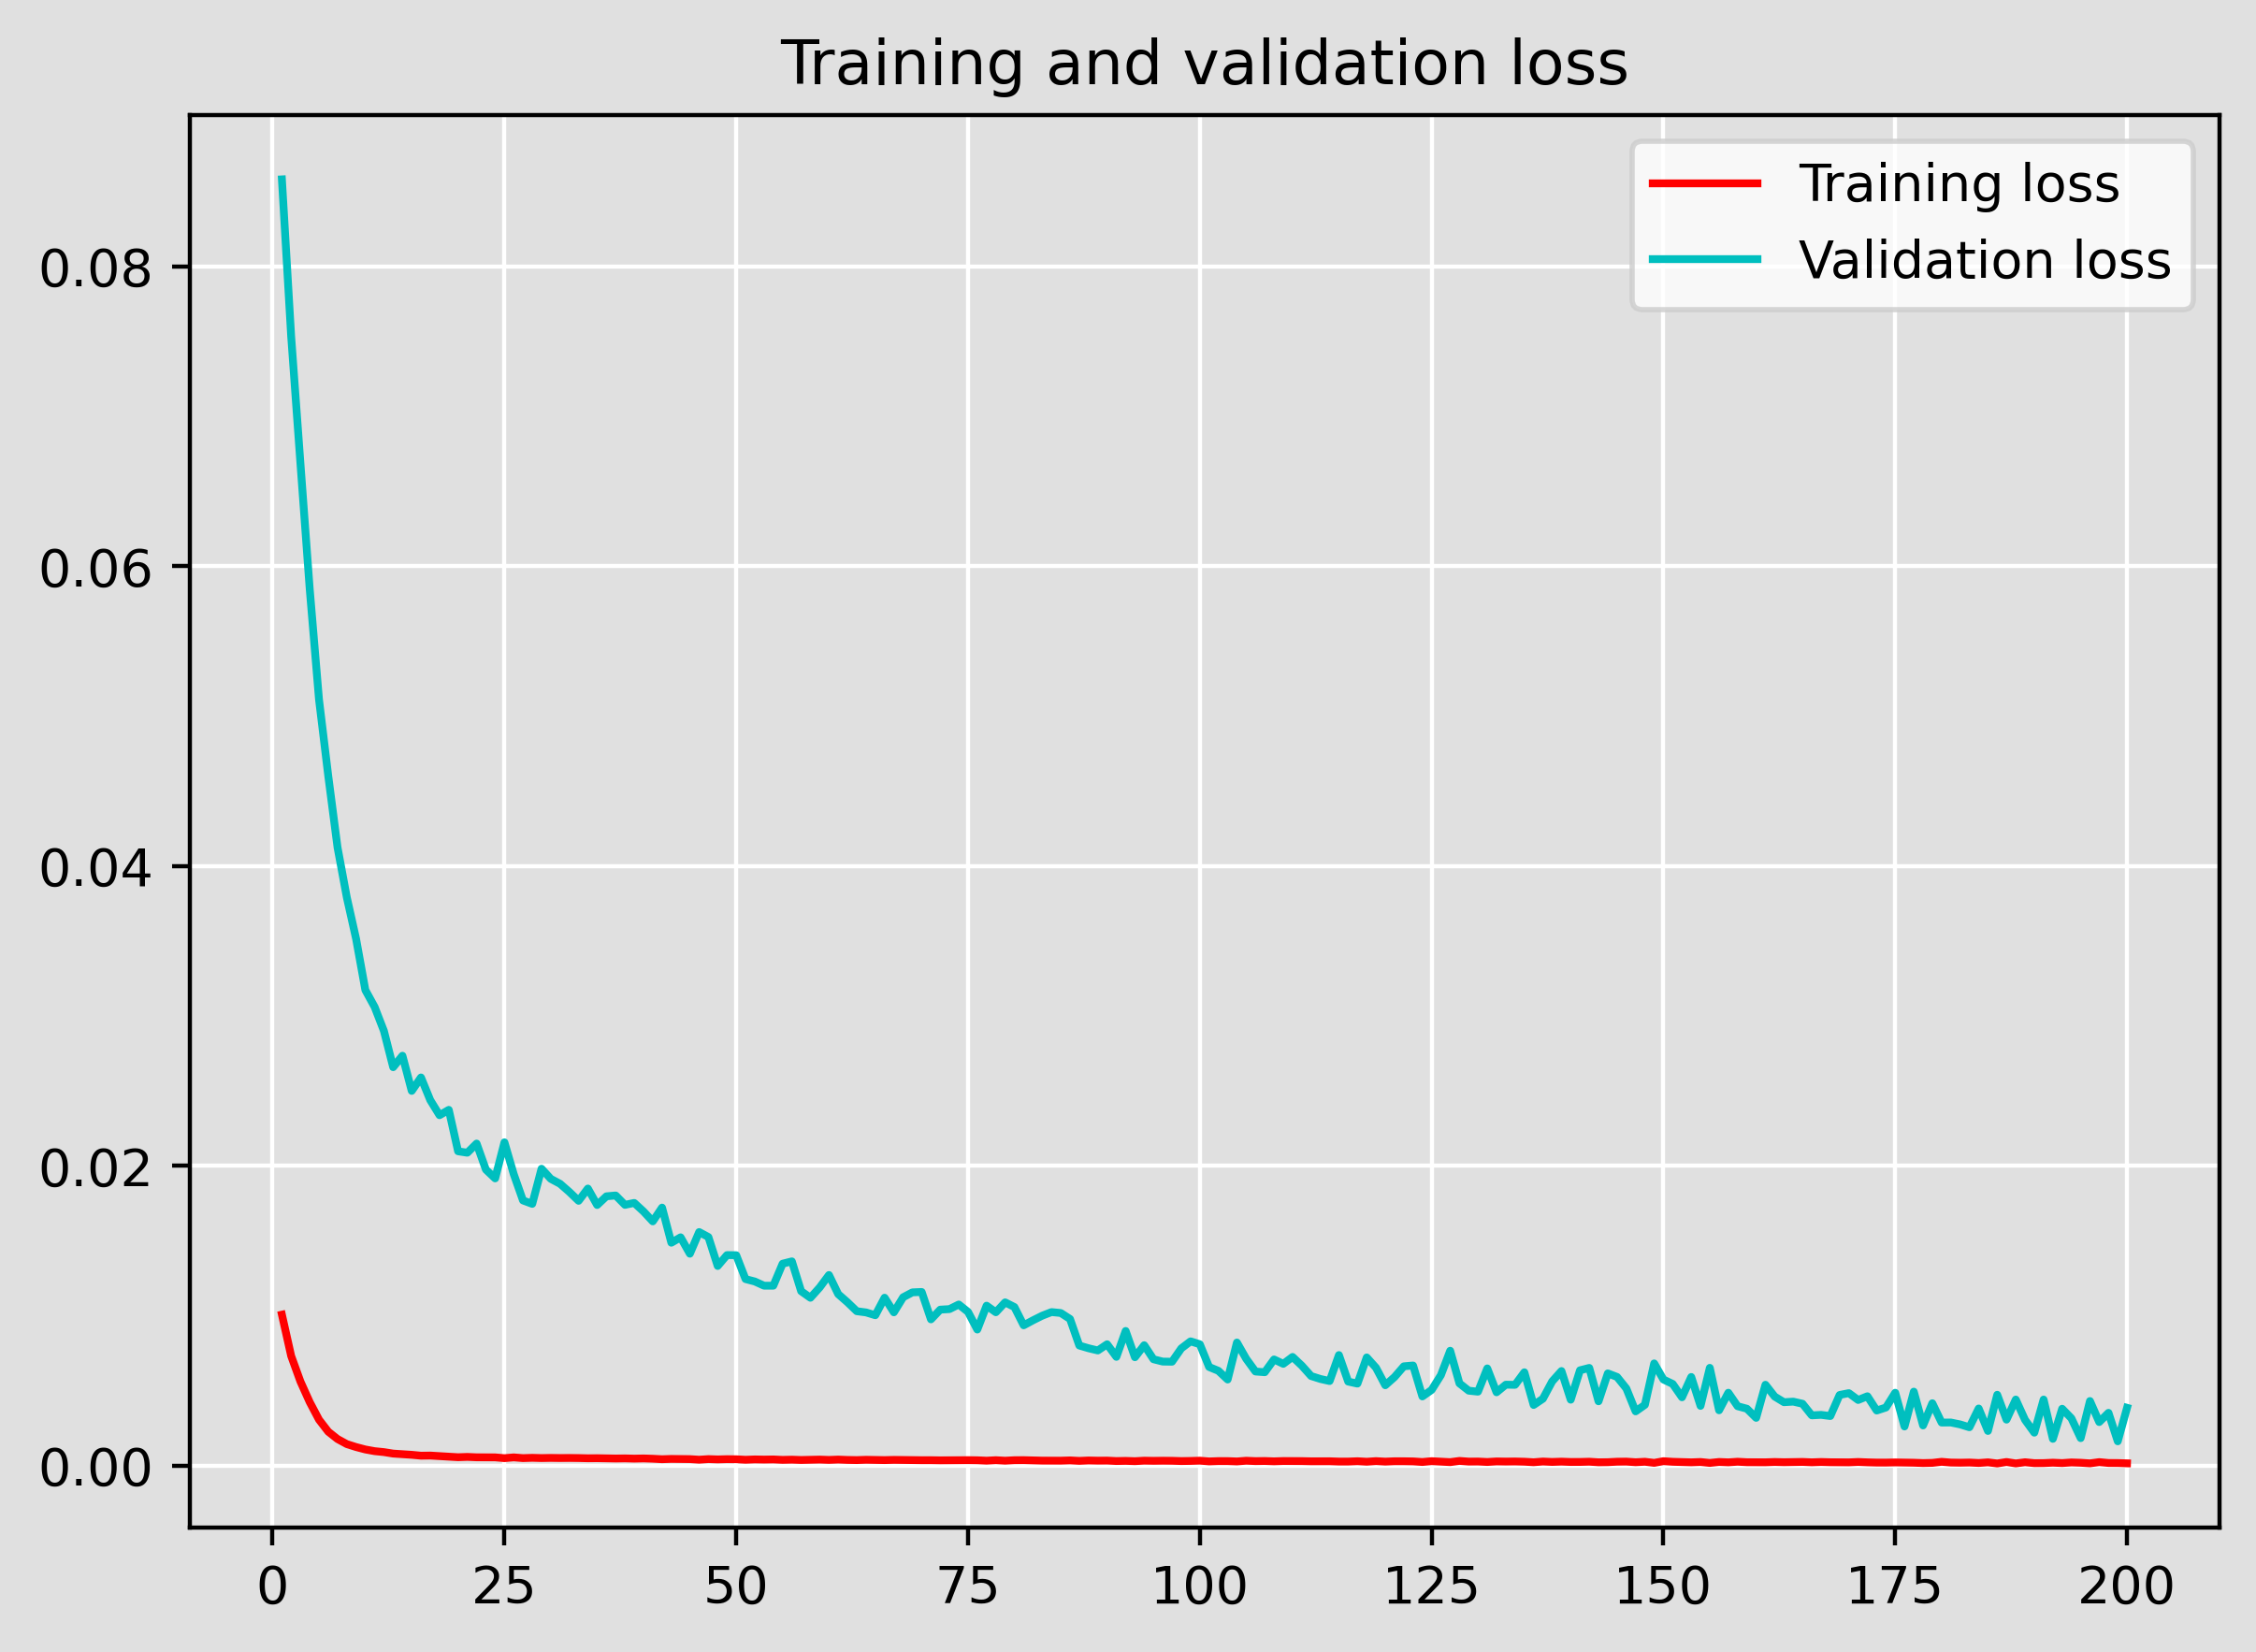 Training and validation loss
Training loss
Validation loss
0.08
0.06
0.04
0.02
0.00
0 25 50 75 100 125 150 175 200